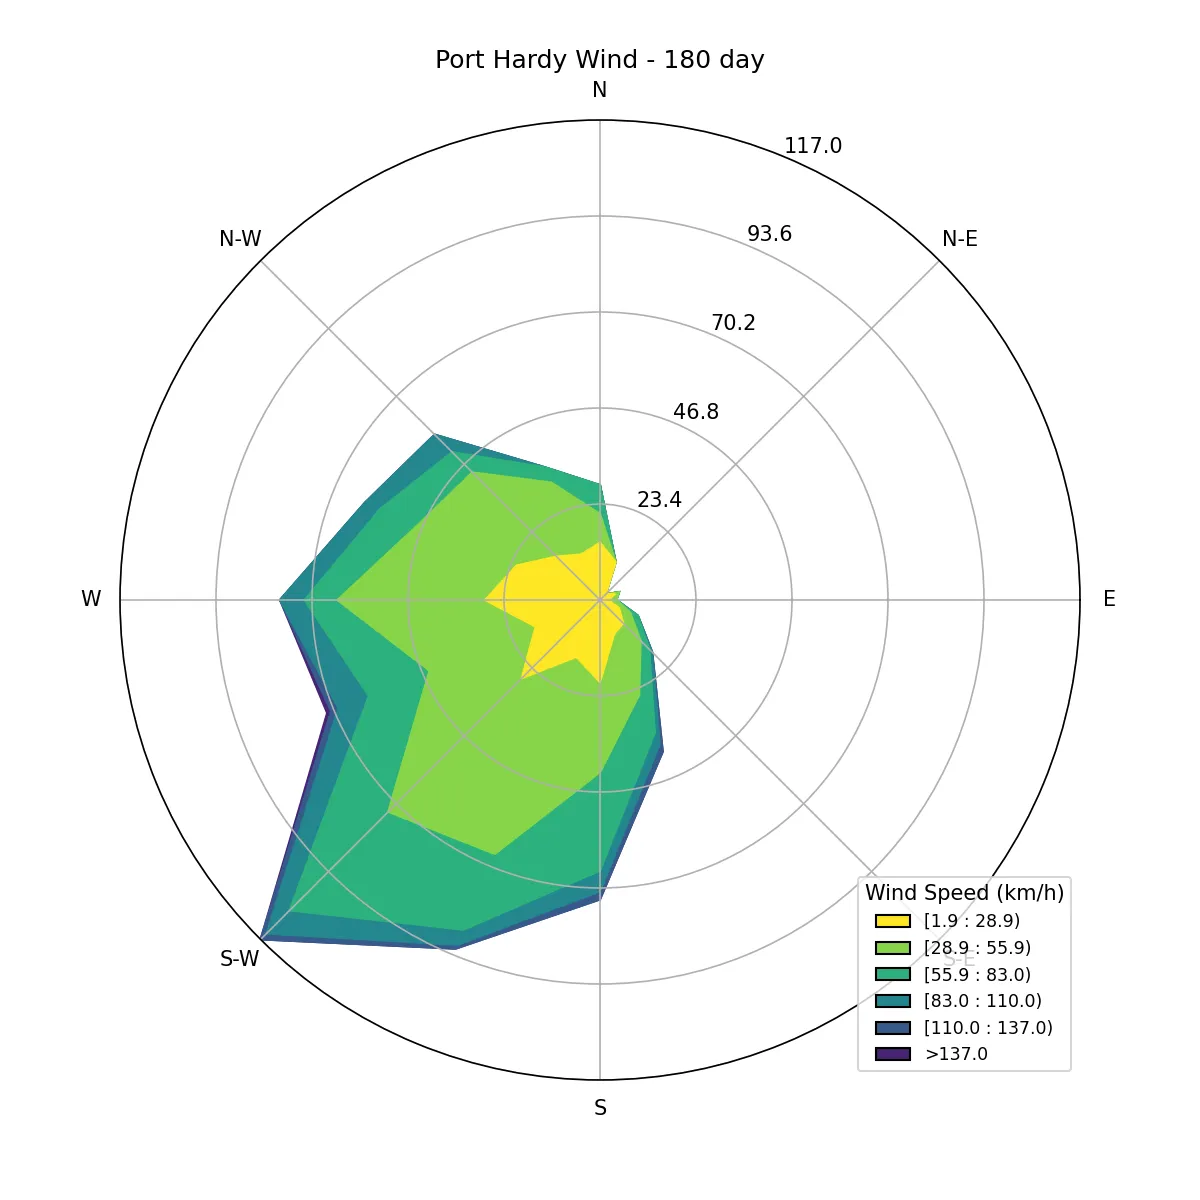 Port Hardy Wind - 180 day
N
117.0
N-W
93.6
N-E
70.2
46.8
23.4
W
E
S-W
S-E
S
Wind Speed (km/h)
[1.9 : 28.9)
[28.9 : 55.9)
[55.9 : 83.0)
[83.0 : 110.0)
[110.0 : 137.0)
>137.0